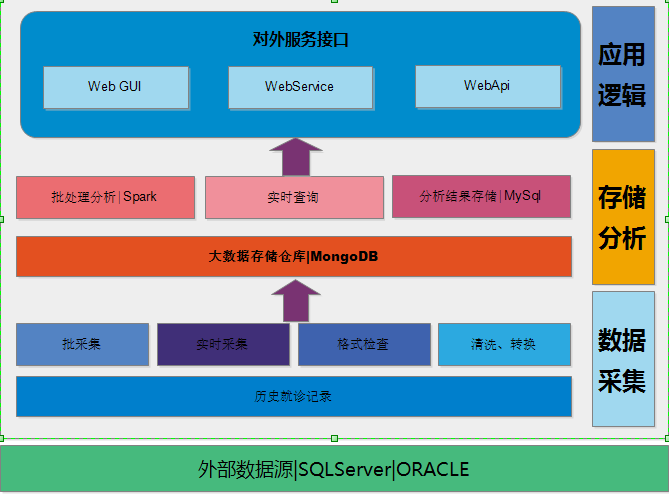 对外服务接口
Web GUI
WebService
WebApi
应用
逻辑
批处理分析|Spark
实时查询
分析结果存储|MySql
大数据存储仓库|MongoDB
存储
分析
批采集
实时采集
格式检查
清洗、转换
历史就诊记录
数据
采集
外部数据源|SQLServer|ORACLE